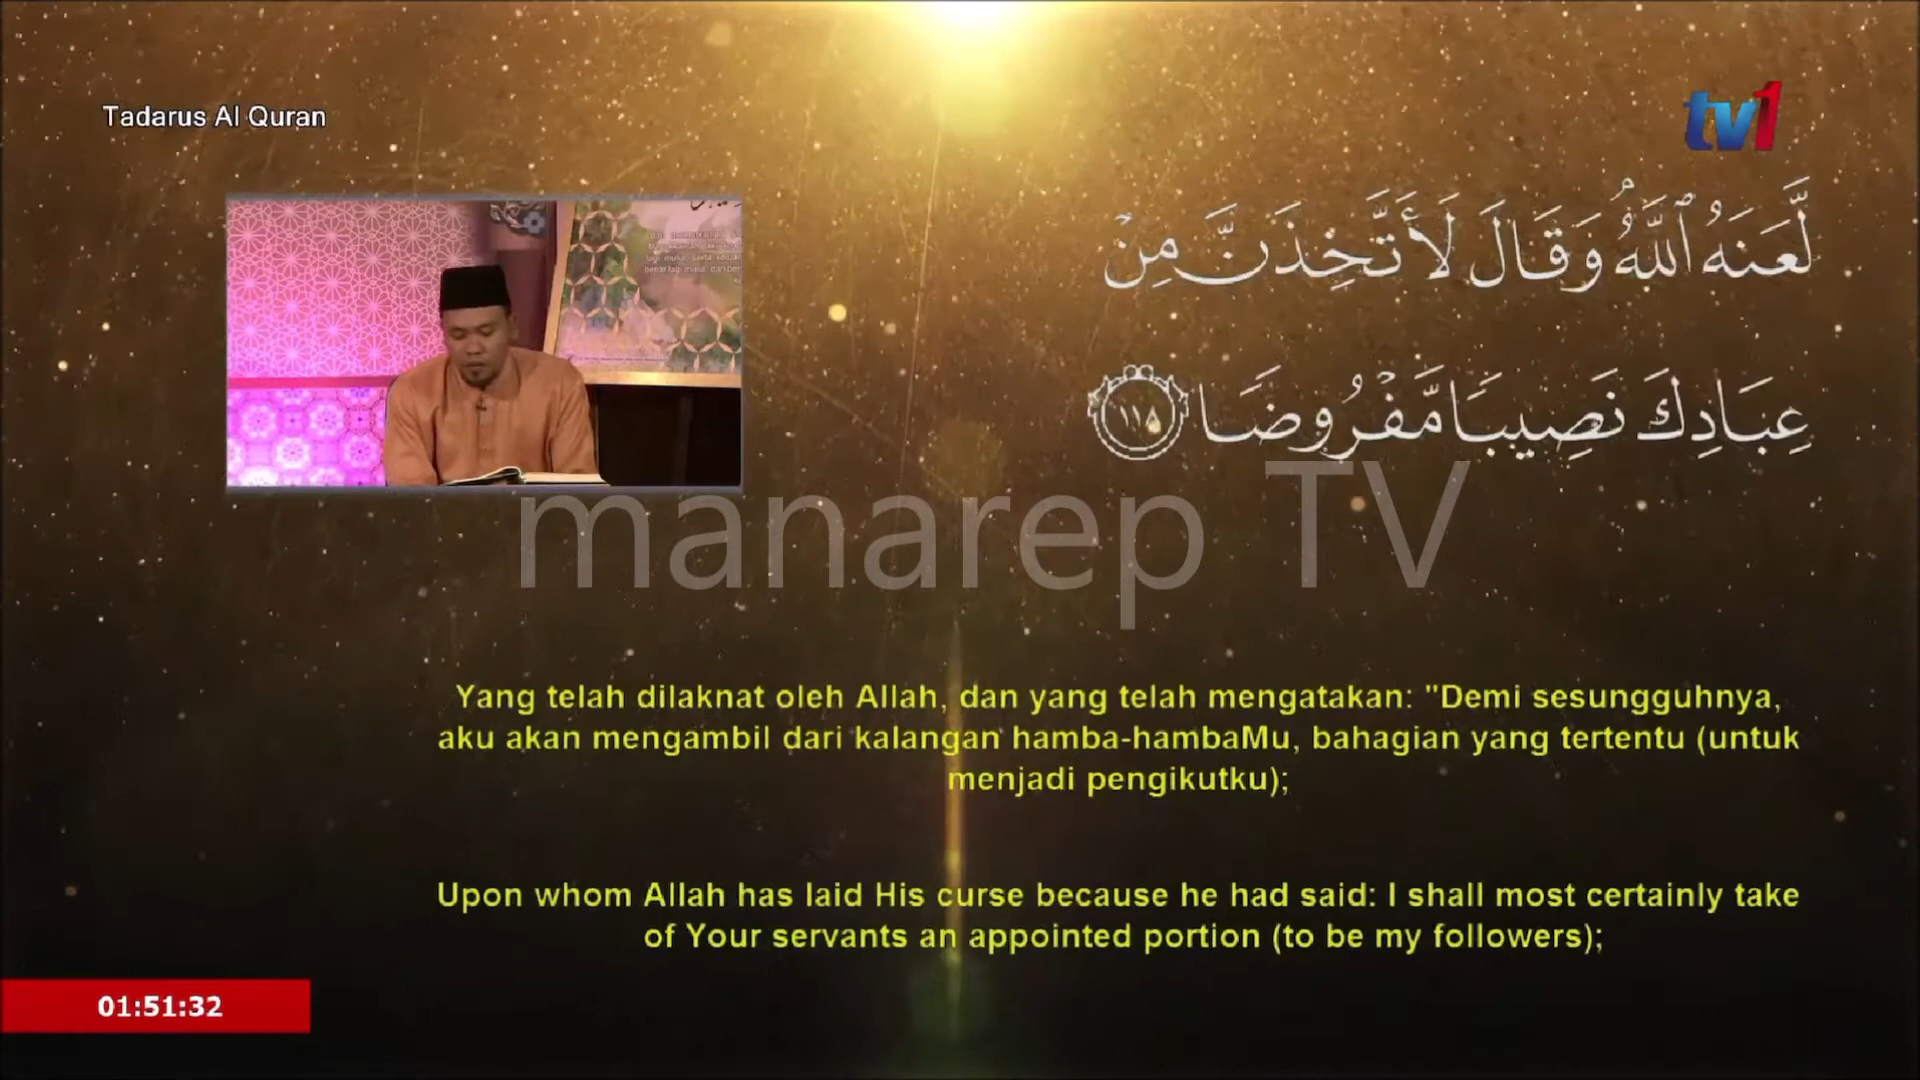 Tadarus Al Quran
tv1
لَّعَنَهُ ٱللَّهُۘ وَقَالَ لَأَتَّخِذَنَّ مِنْ
عِبَادِكَ نَصِيبًا مَّفْرُوضًا ١١٥
manarep TV
Yang telah dilaknat oleh Allah, dan yang telah mengatakan: "Demi sesungguhnya,
aku akan mengambil dari kalangan hamba-hambaMu, bahagian yang tertentu (untuk
menjadi pengikutku);
Upon whom Allah has laid His curse because he had said: I shall most certainly take
of Your servants an appointed portion (to be my followers);
01:51:32